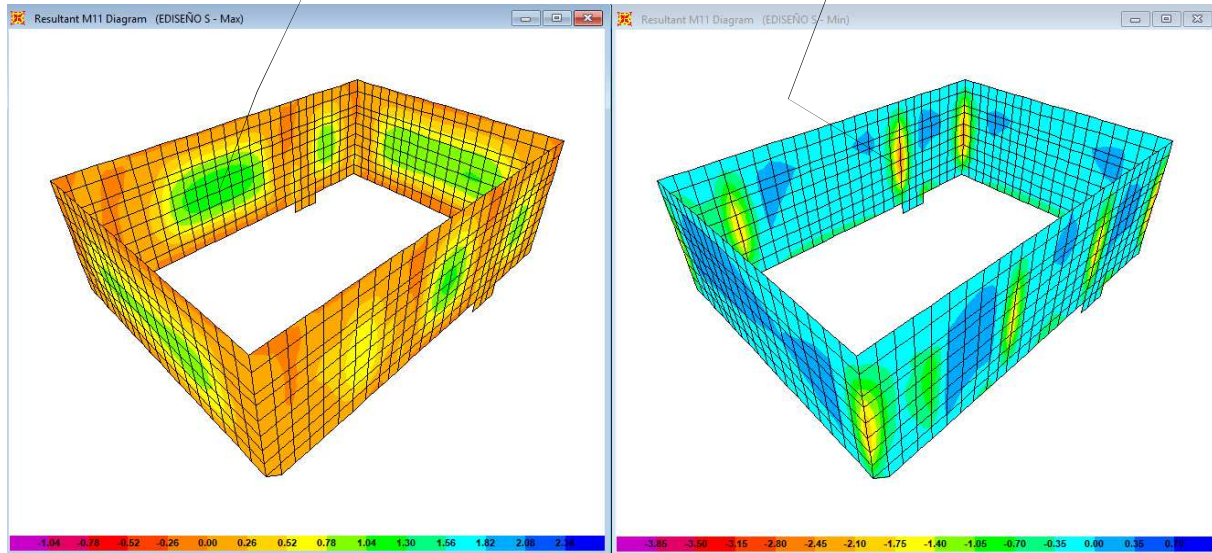 Resultant M11 Diagram (EDISEÑO S - Max)
Resultant M11 Diagram (EDISEÑO S - Min)
-1.04 -0.78 -0.52 -0.26 0.00 0.26 0.52 0.78 1.04 1.30 1.56 1.82 2.08 2.34
-3.85 -3.50 -3.15 -2.80 -2.45 -2.10 -1.75 -1.40 -1.05 -0.70 -0.35 0.00 0.35 0.70